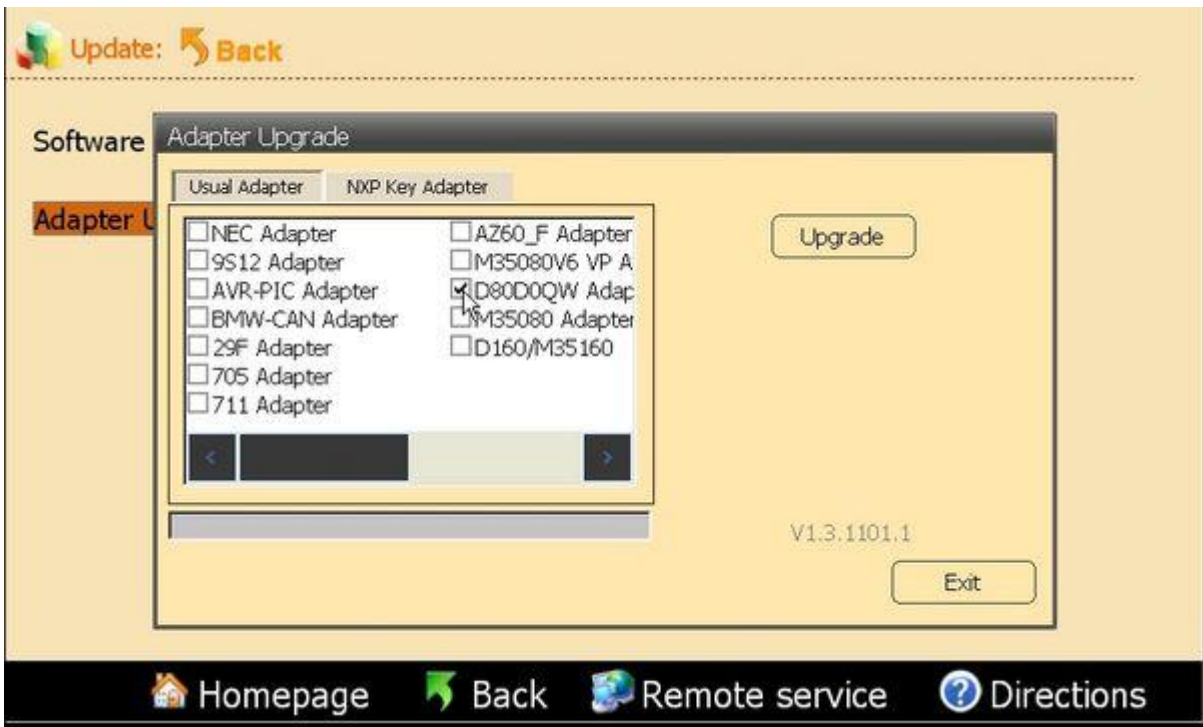 Update: Back
Software
Adapter U
Adapter Upgrade
Usual Adapter NXP Key Adapter
NEC Adapter
9S12 Adapter
AVR-PIC Adapter
BMW-CAN Adapter
29F Adapter
705 Adapter
711 Adapter
AZ60_F Adapter
M35080V6 VP A
D80D0QW Adap
M35080 Adapter
D160/M35160
Upgrade
V1.3.1101.1
Exit
Homepage Back Remote service Directions